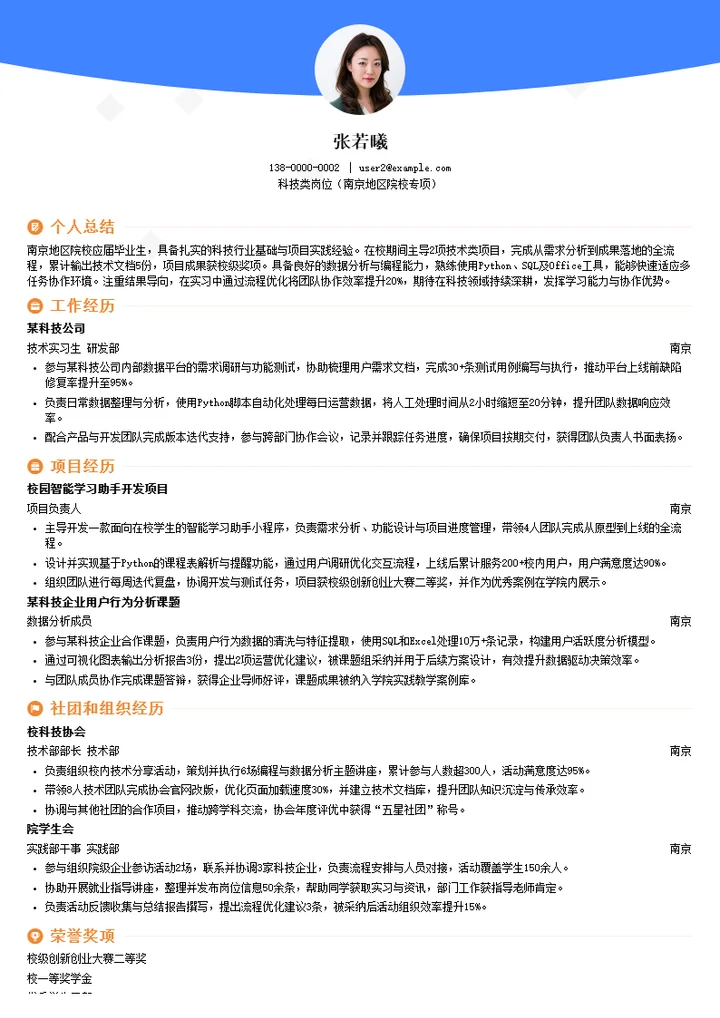 张若曦
138-0000-0002 | user2@example.com
科技类岗位（南京地区院校专项）
个人总结
南京地区院校应届毕业生，具备扎实的科技行业基础与项目实践经验。在校期间主导2项技术类项目，完成从需求分析到成果落地的全流
程，累计输出技术文档5份，项目成果获校级奖项。具备良好的数据分析与编程能力，熟练使用Python、SQL及Office工具，能够快速适应多
任务协作环境。注重结果导向，在实习中通过流程优化将团队协作效率提升20%，期待在科技领域持续深耕，发挥学习能力与协作优势。
工作经历
某科技公司
技术实习生 研发部 南京
• 参与某科技公司内部数据平台的需求调研与功能测试，协助梳理用户需求文档，完成30+条测试用例编写与执行，推动平台上线前缺陷
修复率提升至95%。
• 负责日常数据整理与分析，使用Python脚本自动化处理每日运营数据，将人工处理时间从2小时缩短至20分钟，提升团队数据响应效
率。
• 配合产品与开发团队完成版本迭代支持，参与跨部门协作会议，记录并跟踪任务进度，确保项目按期交付，获得团队负责人书面表扬。
项目经历
校园智能学习助手开发项目
项目负责人 南京
• 主导开发一款面向在校学生的智能学习助手小程序，负责需求分析、功能设计与项目进度管理，带领4人团队完成从原型到上线的全流
程。
• 设计并实现基于Python的课程表解析与提醒功能，通过用户调研优化交互流程，上线后累计服务200+校内用户，用户满意度达90%。
• 组织团队进行每周迭代复盘，协调开发与测试任务，项目获校级创新创业大赛二等奖，并作为优秀案例在学院内展示。
某科技企业用户行为分析课题
数据分析成员 南京
• 参与某科技企业合作课题，负责用户行为数据的清洗与特征提取，使用SQL和Excel处理10万+条记录，构建用户活跃度分析模型。
• 通过可视化图表输出分析报告3份，提出2项运营优化建议，被课题组采纳并用于后续方案设计，有效提升数据驱动决策效率。
• 与团队成员协作完成课题答辩，获得企业导师好评，课题成果被纳入学院实践教学案例库。
社团和组织经历
校科技协会
技术部部长 技术部 南京
• 负责组织校内技术分享活动，策划并执行6场编程与数据分析主题讲座，累计参与人数超300人，活动满意度达95%。
• 带领8人技术团队完成协会官网改版，优化页面加载速度30%，并建立技术文档库，提升团队知识沉淀与传承效率。
• 协调与其他社团的合作项目，推动跨学科交流，协会年度评优中获得“五星社团”称号。
院学生会
实践部干事 实践部 南京
• 参与组织院级企业参访活动2场，联系并协调3家科技企业，负责流程安排与人员对接，活动覆盖学生150余人。
• 协助开展就业指导讲座，整理并发布岗位信息50余条，帮助同学获取实习与资讯，部门工作获指导老师肯定。
• 负责活动反馈收集与总结报告撰写，提出流程优化建议3条，被采纳后活动组织效率提升15%。
荣誉奖项
校级创新创业大赛二等奖
校一等奖学金